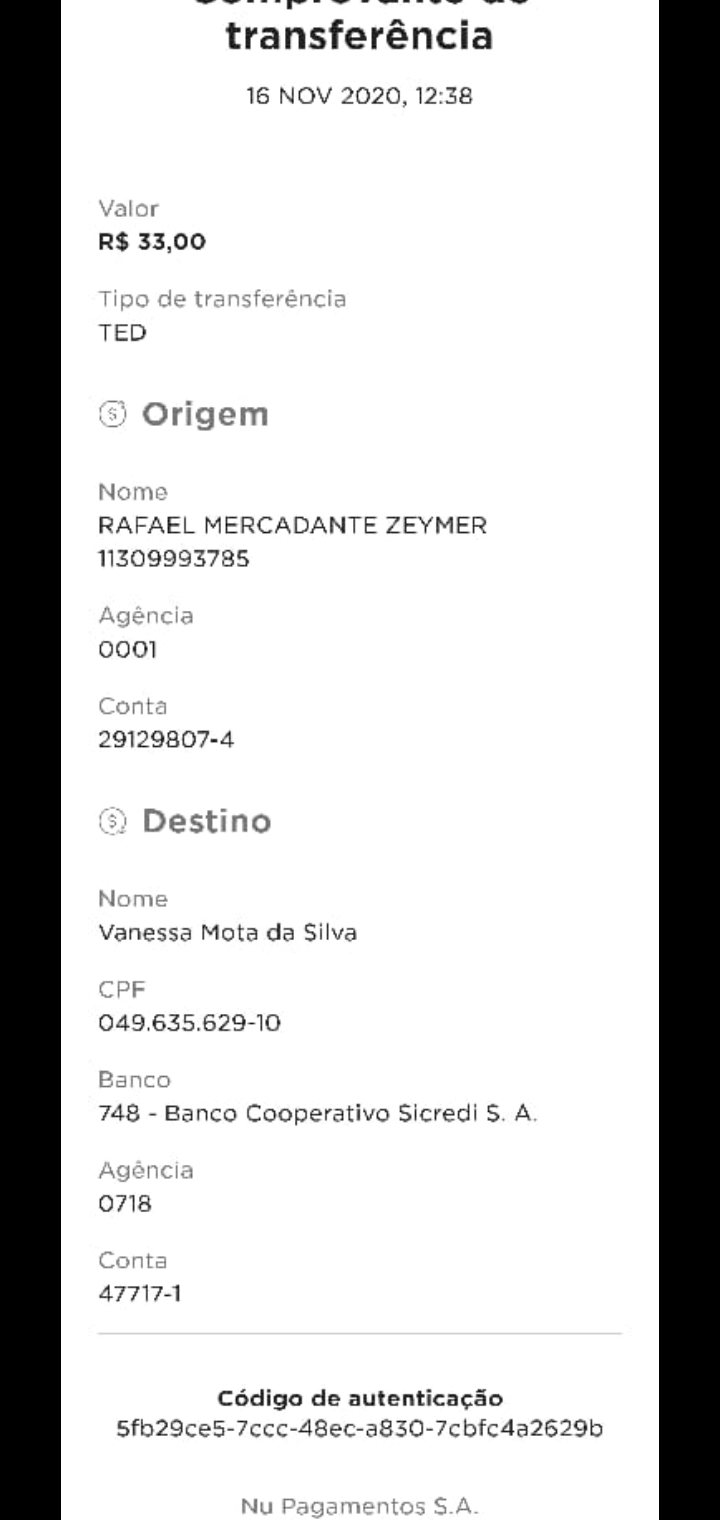 Comprovante de
transferência
16 NOV 2020, 12:38
Valor
R$ 33,00
Tipo de transferência
TED
Origem
Nome
RAFAEL MERCADANTE ZEYMER
11309993785
Agência
0001
Conta
29129807-4
Destino
Nome
Vanessa Mota da Silva
CPF
049.635.629-10
Banco
748 - Banco Cooperativo Sicredi S. A.
Agência
0718
Conta
47717-1
Código de autenticação
5fb29ce5-7ccc-48ec-a830-7cbfc4a2629b
Nu Pagamentos S.A.